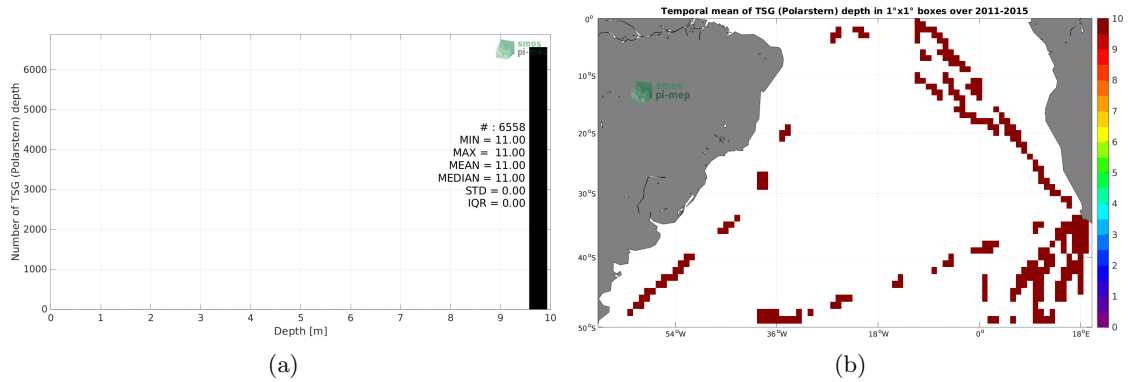 Number of TSG (Polarstern) depth
6000
5000
4000
3000
2000
1000
0
smos
pi-mep
# : 6558
MIN = 11.00
MAX = 11.00
MEAN = 11.00
MEDIAN = 11.00
STD = 0.00
IQR = 0.00
0 1 2 3 4 5 6 7 8 9 10
Depth [m]
(a)
Temporal mean of TSG (Polarstern) depth in 1°x1° boxes over 2011-2015
0°
10°S
20°S
30°S
40°S
50°S
smos
pi-mep
54°W 36°W 18°W 0° 18°E
10
9
8
7
6
5
4
3
2
1
0
(b)